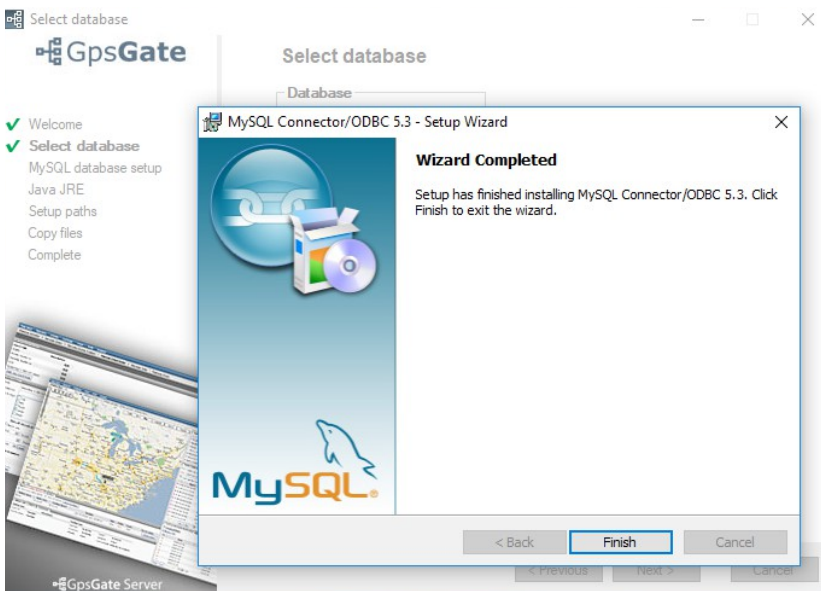 Select database
GpsGate
Select database
Database
Welcome
Select database
MySQL database setup
Java JRE
Setup paths
Copy files
Complete
MySQL Connector/ODBC 5.3 - Setup Wizard
Wizard Completed
Setup has finished installing MySQL Connector/ODBC 5.3. Click
Finish to exit the wizard.
MySQL®
< Back
Finish
Cancel
< Previous
Next >
Cancel
GpsGate Server